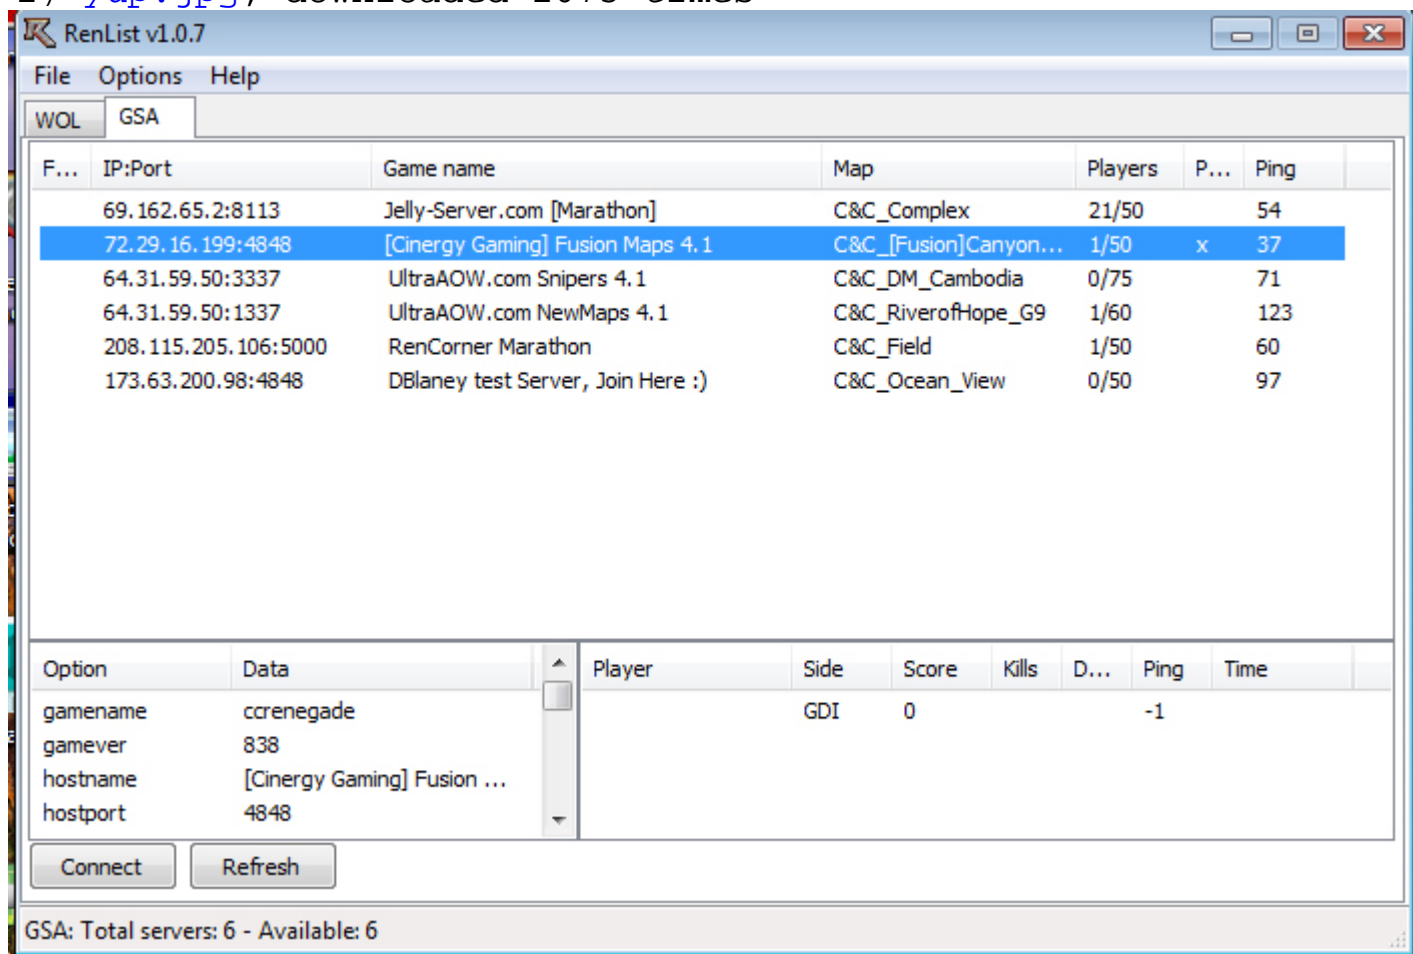 RenList v1.0.7
File Options Help
WOL GSA
F... IP:Port Game name Map Players P... Ping
69.162.65.2:8113 Jelly-Server.com [Marathon] C&C_Complex 21/50 54
72.29.16.199:4848 [Cinergy Gaming] Fusion Maps 4.1 C&C_[Fusion]Canyon... 1/50 x 37
64.31.59.50:3337 UltraAOW.com Snipers 4.1 C&C_DM_Cambodia 0/75 71
64.31.59.50:1337 UltraAOW.com NewMaps 4.1 C&C_RiverofHope_G9 1/60 123
208.115.205.106:5000 RenCorner Marathon C&C_Field 1/50 60
173.63.200.98:4848 DBlaney test Server, Join Here :) C&C_Ocean_View 0/50 97
Option Data Player Side Score Kills D... Ping Time
gamename ccrenegade GDI 0 -1
gamever 838
hostname [Cinergy Gaming] Fusion ...
hostport 4848
Connect Refresh
GSA: Total servers: 6 - Available: 6